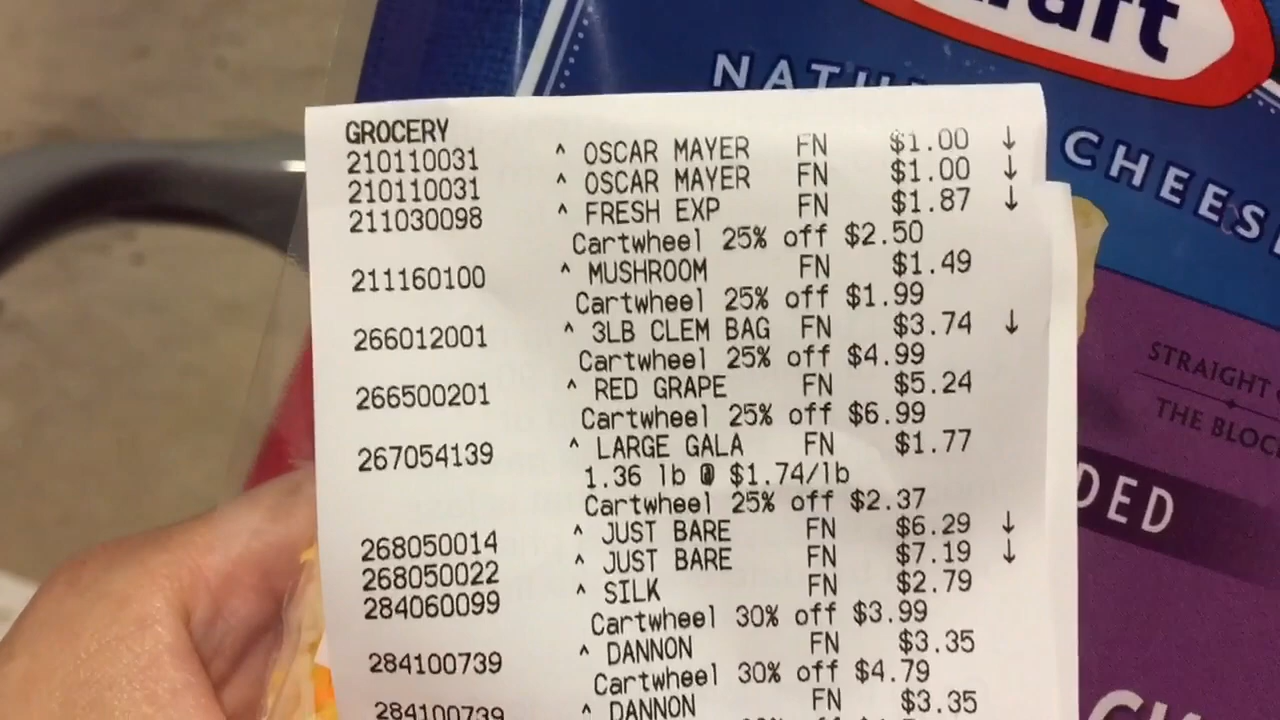 NATU
CHEES
STRAIGHT
THE BLOC
DED
GROCERY
210110031 ^ OSCAR MAYER FN $1.00 ↓
210110031 ^ OSCAR MAYER FN $1.00 ↓
211030098 ^ FRESH EXP FN $1.87 ↓
Cartwheel 25% off $2.50
211160100 ^ MUSHROOM FN $1.49
Cartwheel 25% off $1.99
266012001 ^ 3LB CLEM BAG FN $3.74 ↓
Cartwheel 25% off $4.99
266500201 ^ RED GRAPE FN $5.24
Cartwheel 25% off $6.99
267054139 ^ LARGE GALA FN $1.77
1.36 lb @ $1.74/lb
Cartwheel 25% off $2.37
268050014 ^ JUST BARE FN $6.29 ↓
268050022 ^ JUST BARE FN $7.19 ↓
284060099 ^ SILK FN $2.79
Cartwheel 30% off $3.99
284100739 ^ DANNON FN $3.35
Cartwheel 30% off $4.79
284100739 ^ DANNON FN $3.35